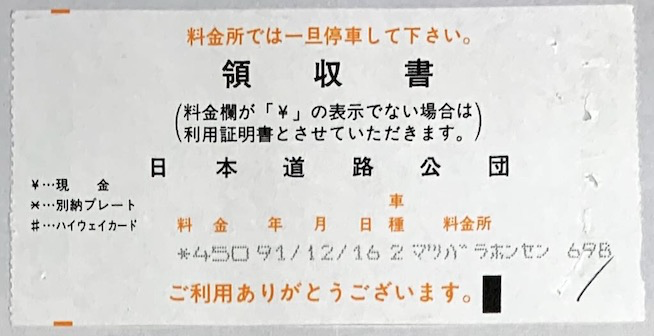 料金所では一旦停車して下さい。
領収書
(料金欄が「¥」の表示でない場合は
利用証明書とさせていただきます。)
日本道路公団
¥…現金
＊…別納プレート
＃…ハイウェイカード
料金 年月日 車種 料金所
*450 91/12/16 2 マツバラホンセン 698
ご利用ありがとうございます。